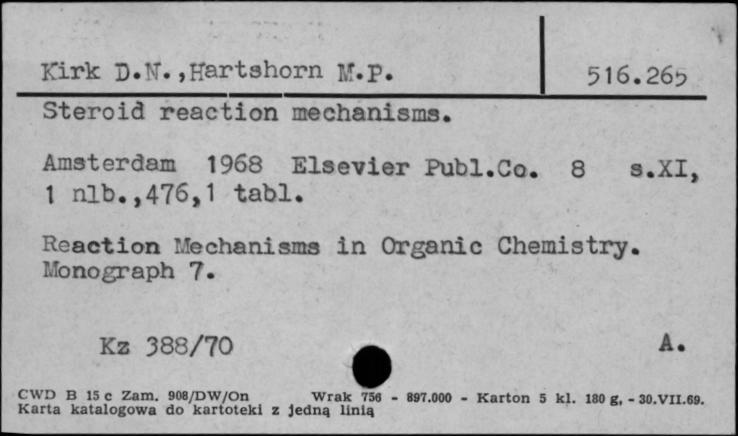 Kirk D.N.,Hartshorn M.P. 516.265
Steroid reaction mechanisms.
Amsterdam 1968 Elsevier Publ.Co. 8 s.XI,
1 nlb.,476,1 tabl.
Reaction Mechanisms in Organic Chemistry.
Monograph 7.
Kz 388/70 A.
CWD B 15 c Zam. 908/DW/On Wrak 756 - 897.000 - Karton 5 kl. 180 g, - 30.VII.69.
Karta katalogowa do kartoteki z jedną linią